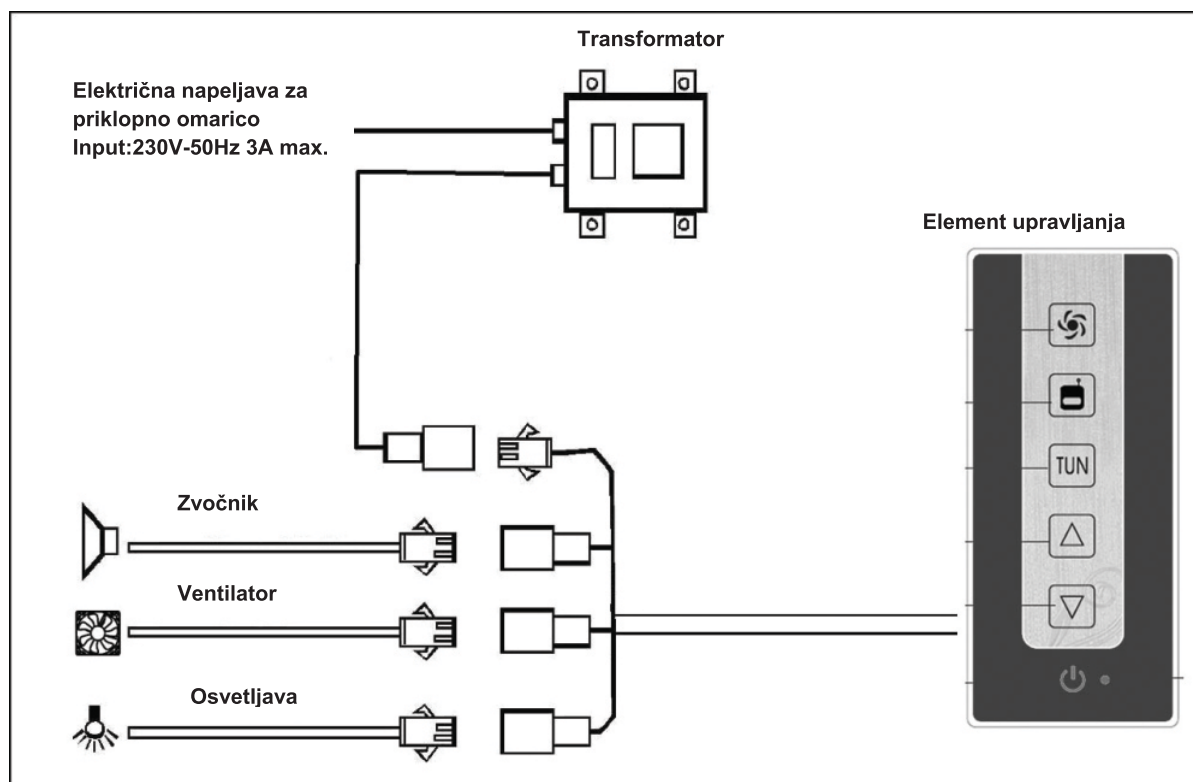 Transformator
Električna napeljava za
priklopno omarico
Input:230V-50Hz 3A max.
Element upravljanja
TUN
Zvočnik
Ventilator
Osvetljava